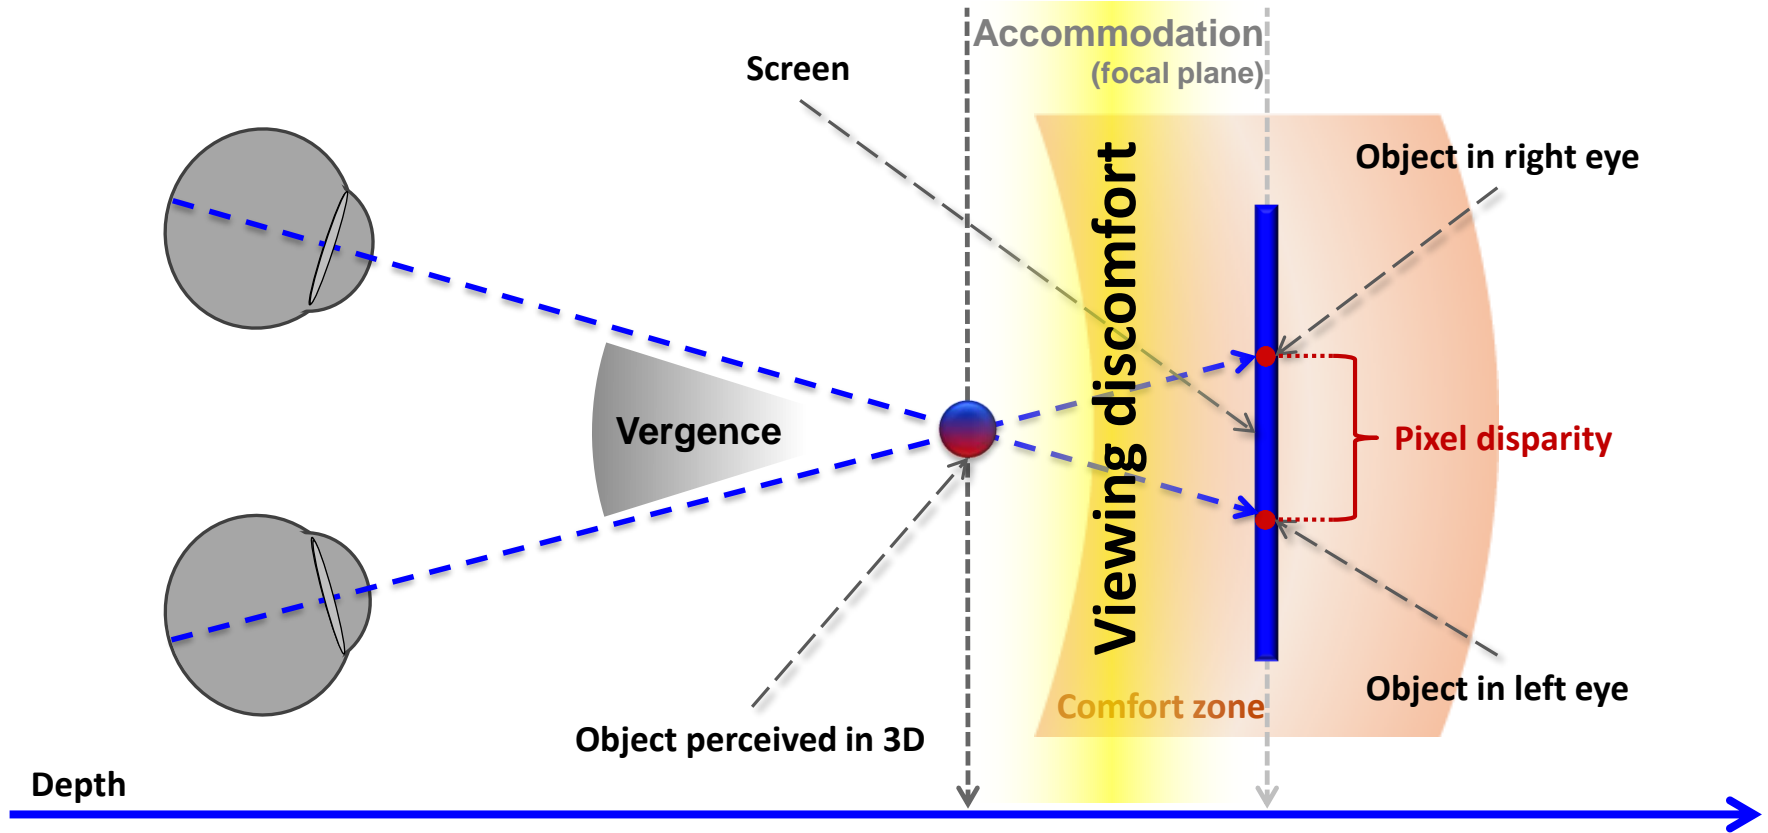 Accommodation
(focal plane)
Screen
Object in right eye
Viewing discomfort
Vergence
Pixel disparity
Object in left eye
Comfort zone
Object perceived in 3D
Depth